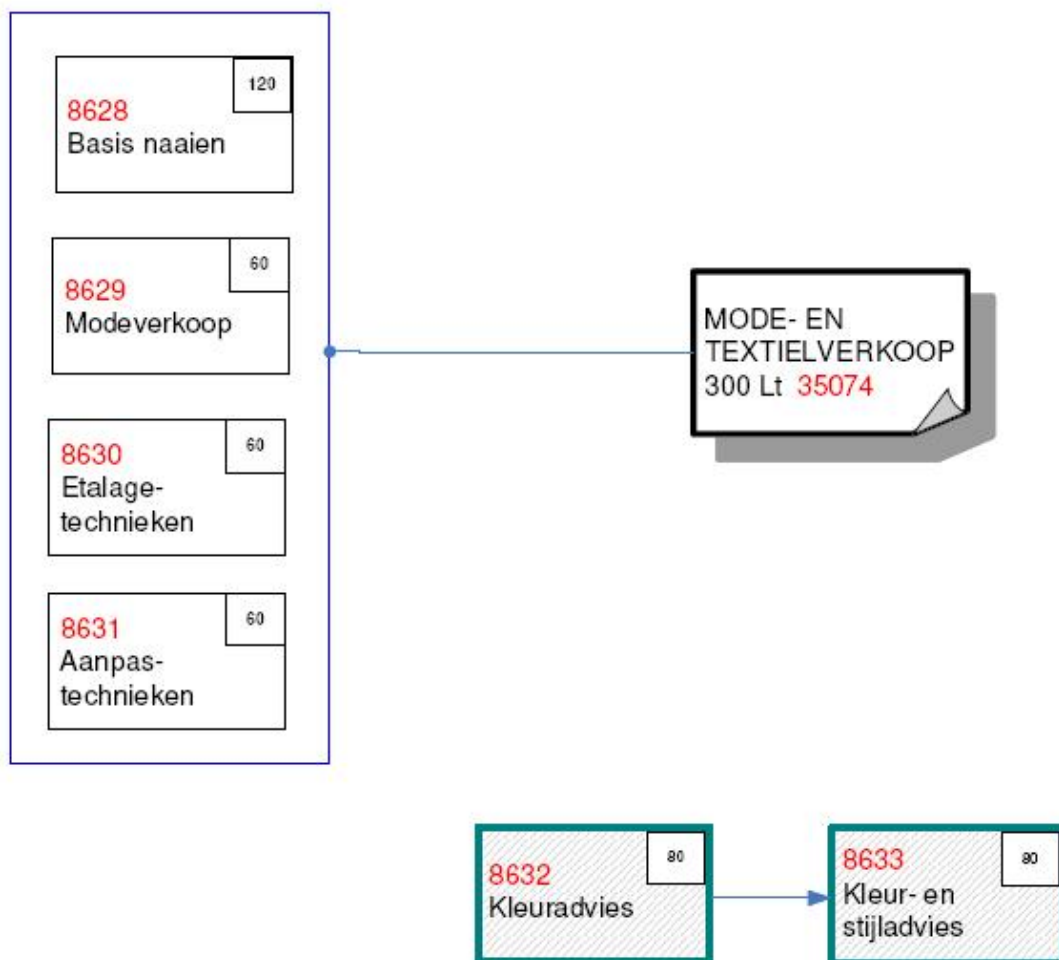 120
8628
Basis naaien
60
8629
Modeverkoop
MODE- EN
TEXTIELVERKOOP
300 Lt 35074
60
8630
Etalage-
technieken
60
8631
Aanpas-
technieken
80
8632
Kleuradvies
80
8633
Kleur- en
stijladvies